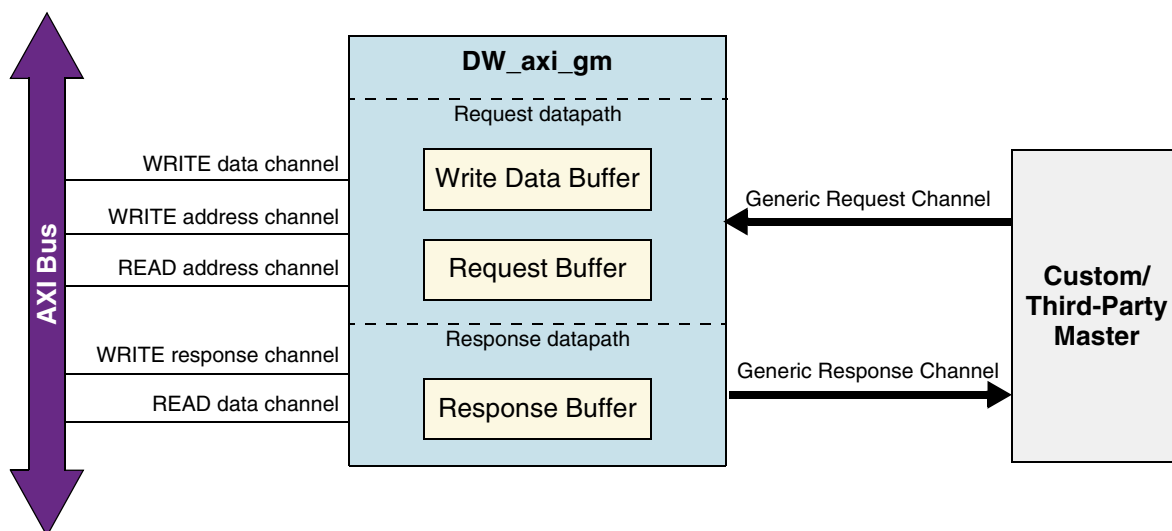 DW_axi_gm
Request datapath
WRITE data channel
Write Data Buffer
Generic Request Channel
WRITE address channel
READ address channel
Request Buffer
AXI Bus
Custom/
Third-Party
Master
Response datapath
WRITE response channel
Generic Response Channel
READ data channel
Response Buffer